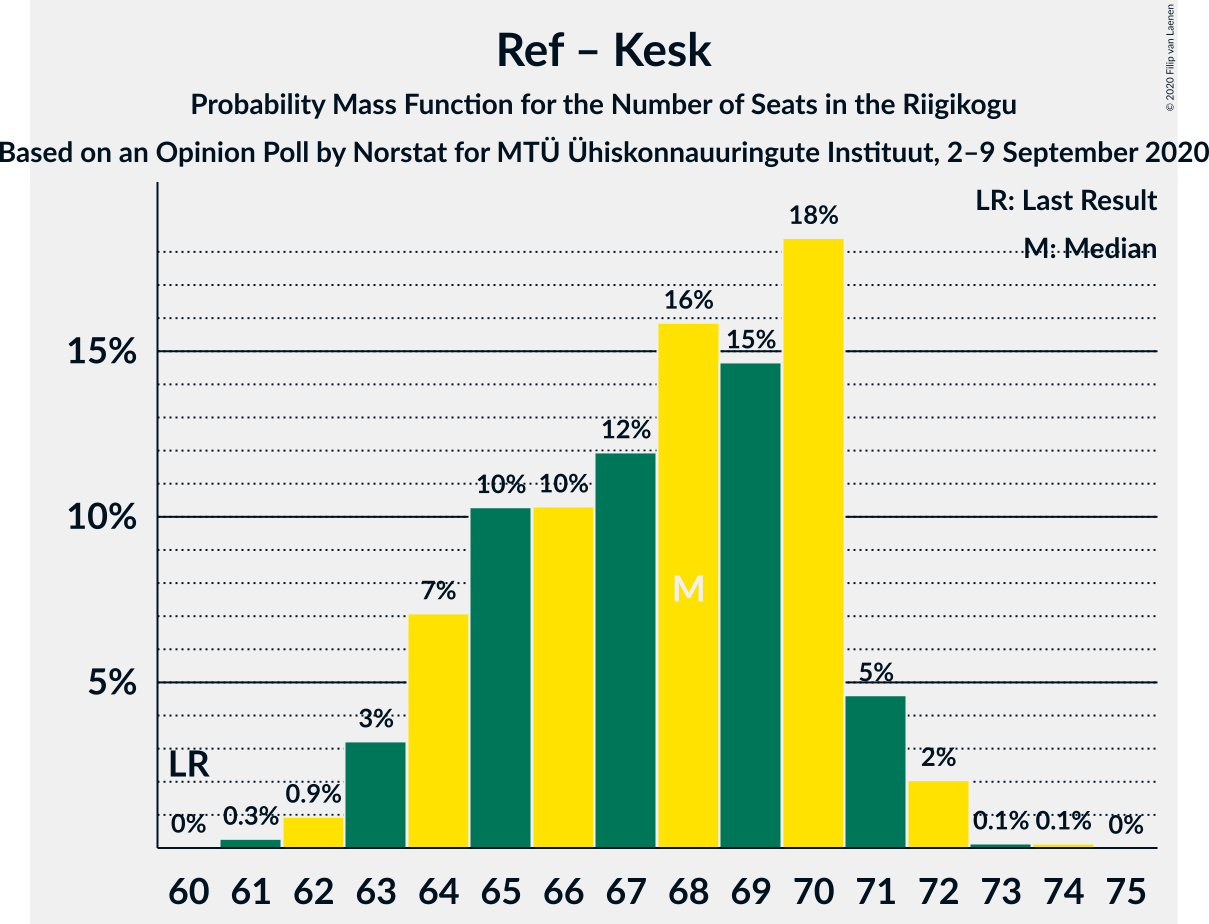 Ref – Kesk
Probability Mass Function for the Number of Seats in the Riigikogu
Based on an Opinion Poll by Norstat for MTÜ Ühiskonnauuringute Instituut, 2–9 September 2020
© 2020 Filip van Laenen
LR: Last Result
M: Median
18%
16%
15%
15%
12%
10% 10%
10%
7%
M
5%
5%
3%
2%
LR
0.9%
0% 0.3% 0.1% 0.1% 0%
60 61 62 63 64 65 66 67 68 69 70 71 72 73 74 75